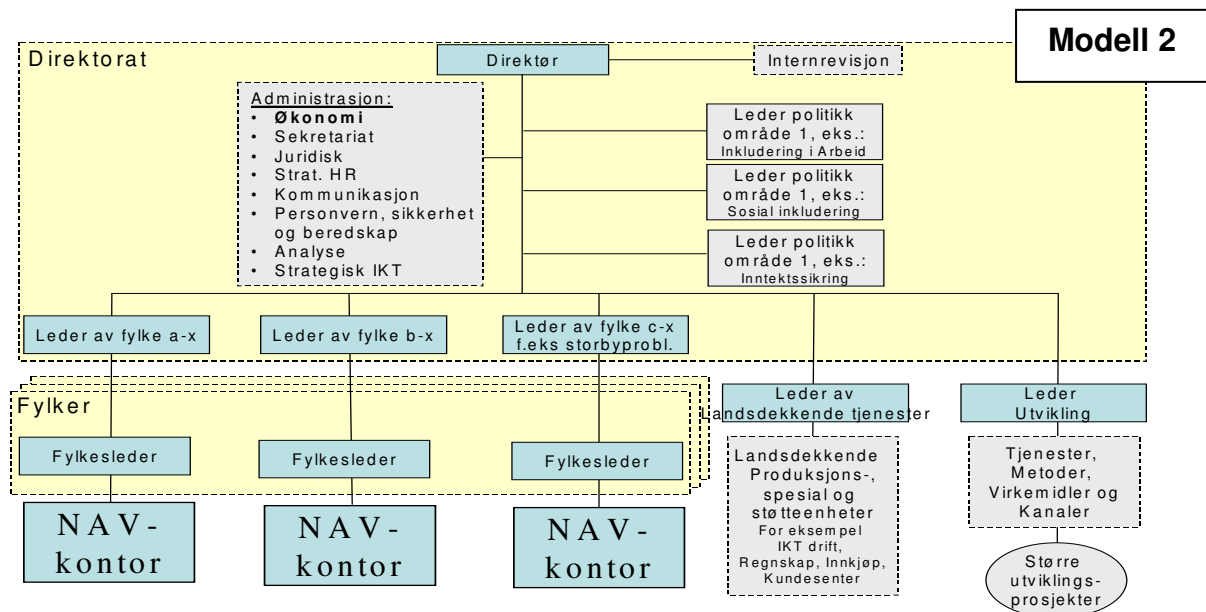 Modell 2
Direktorat
Direktør
Internrevisjon
Administrasjon:
• Økonomi
• Sekretariat
• Juridisk
• Strat. HR
• Kommunikasjon
• Personvern, sikkerhet
og beredskap
• Analyse
• Strategisk IKT
Leder politikk
område 1, eks.:
Inkludering i Arbeid
Leder politikk
område 1, eks.:
Sosial inkludering
Leder politikk
område 1, eks.:
Inntektssikring
Leder av fylke a-x
Leder av fylke b-x
Leder av fylke c-x
f.eks storbyprobl.
Fylker
Leder av
Landsdekkende tjenester
Leder
Utvikling
Fylkesleder
Fylkesleder
Fylkesleder
NAV-
kontor
NAV-
kontor
NAV-
kontor
Landsdekkende
Produksjons-,
spesial og
støtteenheter
For eksempel
IKT drift,
Regnskap, Innkjøp,
Kundesenter
Tjenester,
Metoder,
Virkemidler og
Kanaler
Større
utviklings-
prosjekter